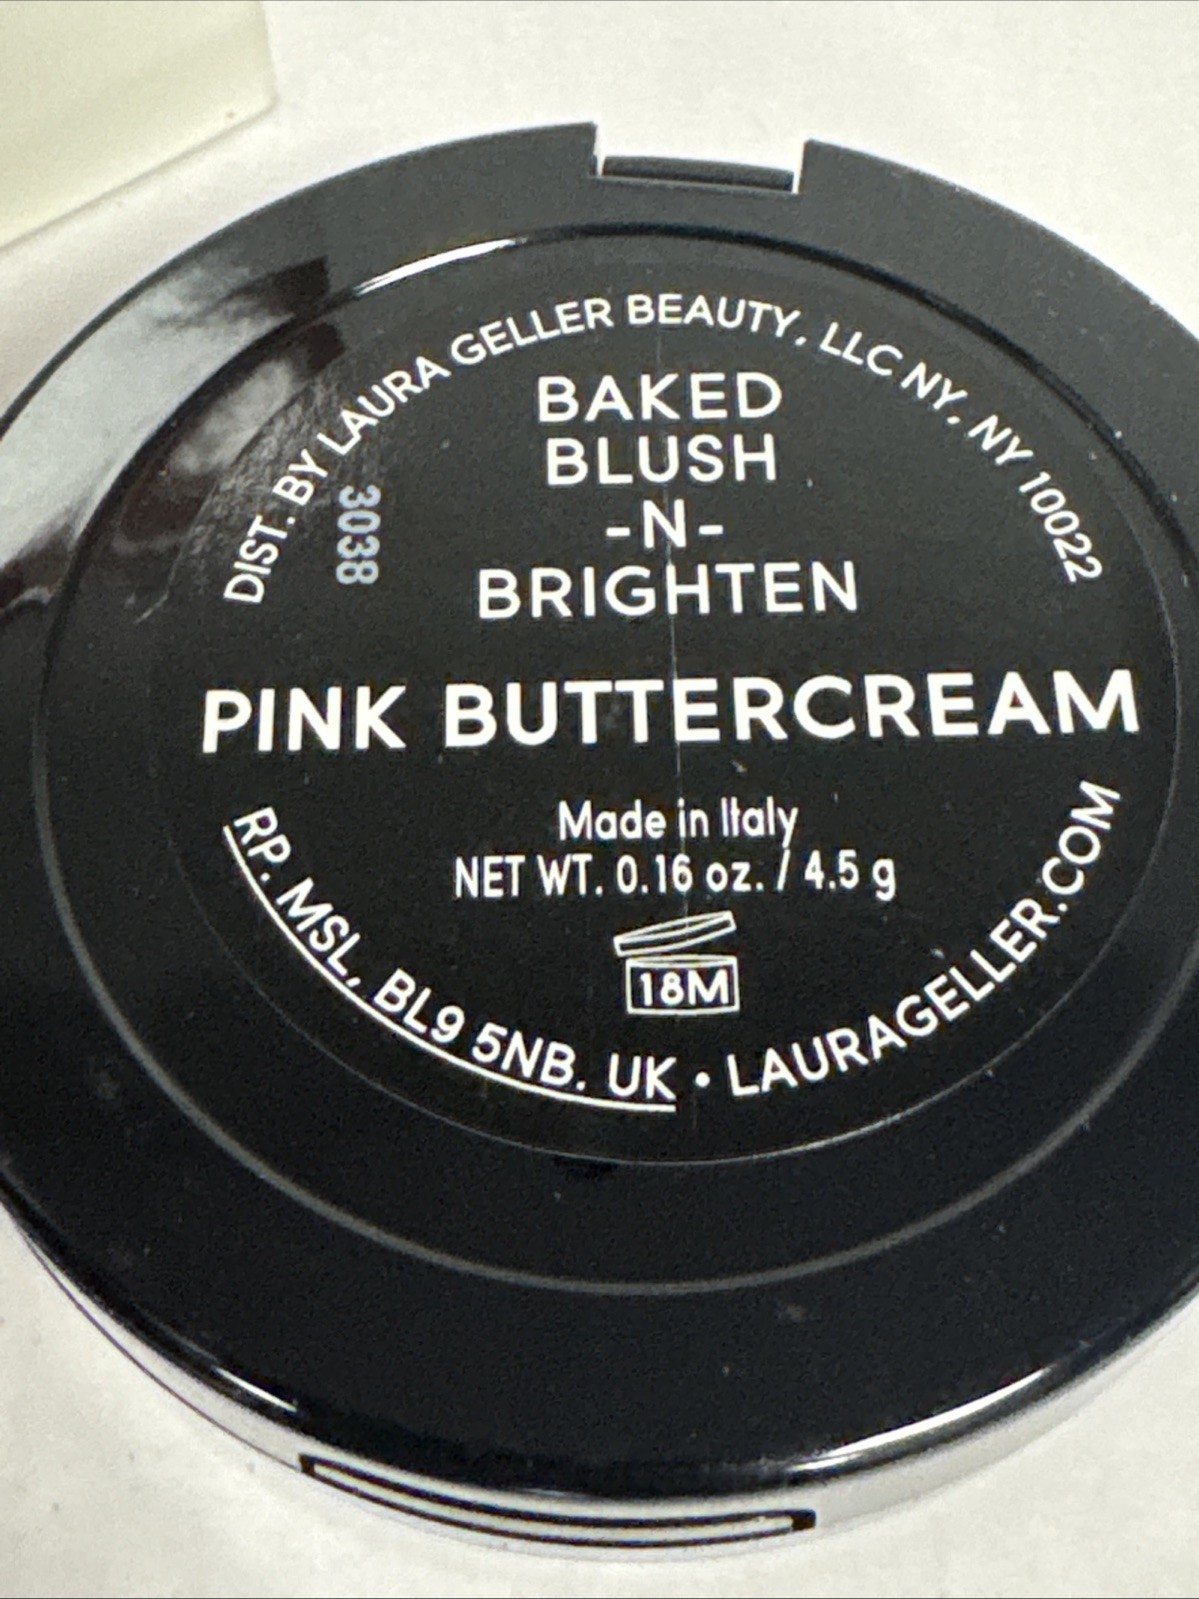 DIST. BY LAURA GELLER BEAUTY, LLC NY, NY 10022
3038
BAKED
BLUSH
-N-
BRIGHTEN
PINK BUTTERCREAM
Made in Italy
NET WT. 0.16 oz. / 4.5 g
18M
RP. MSL, BL9 5NB. UK • LAURAGELLER.COM